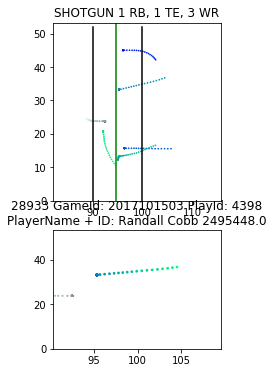 SHOTGUN 1 RB, 1 TE, 3 WR
50
40
30
20
10
0
90 100 110
28933 GameId: 2017101503, PlayId: 4398
PlayerName + ID: Randall Cobb 2495448.0
40
20
0
95 100 105